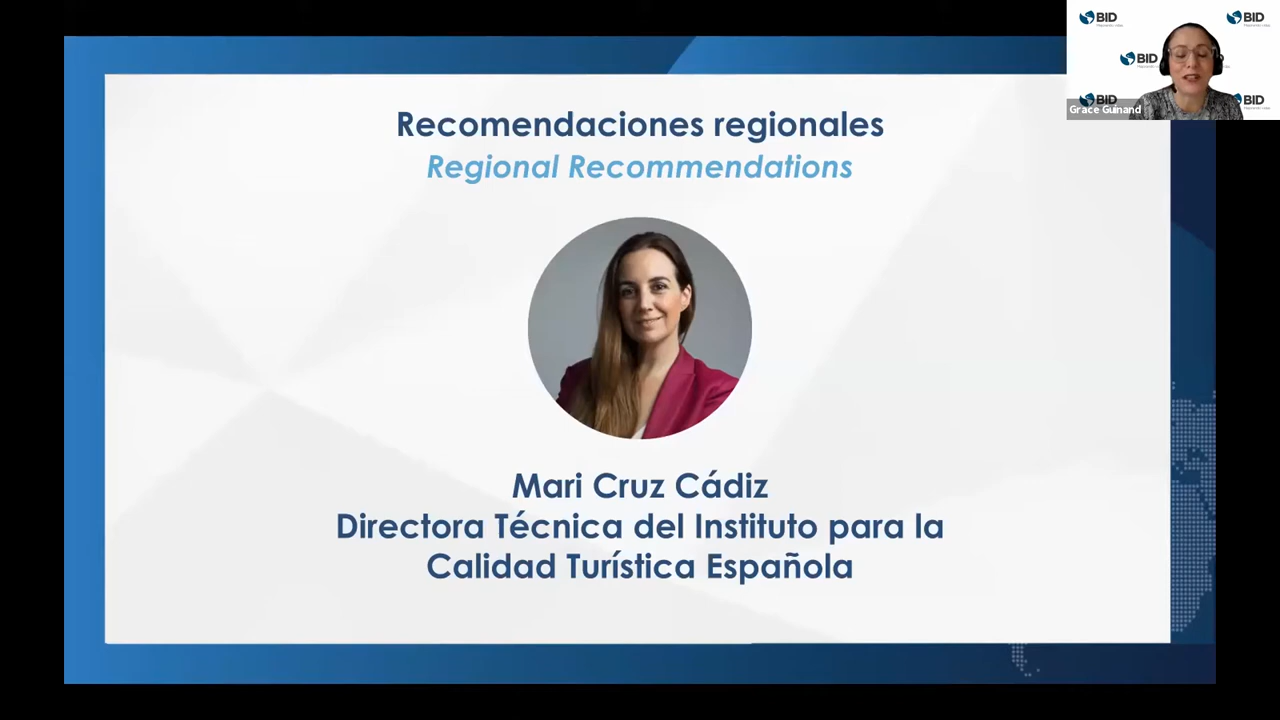 Recomendaciones regionales
Regional Recommendations
Mari Cruz Cádiz
Directora Técnica del Instituto para la
Calidad Turística Española
BID
BID
BID
BID
BID
Grace Guinand